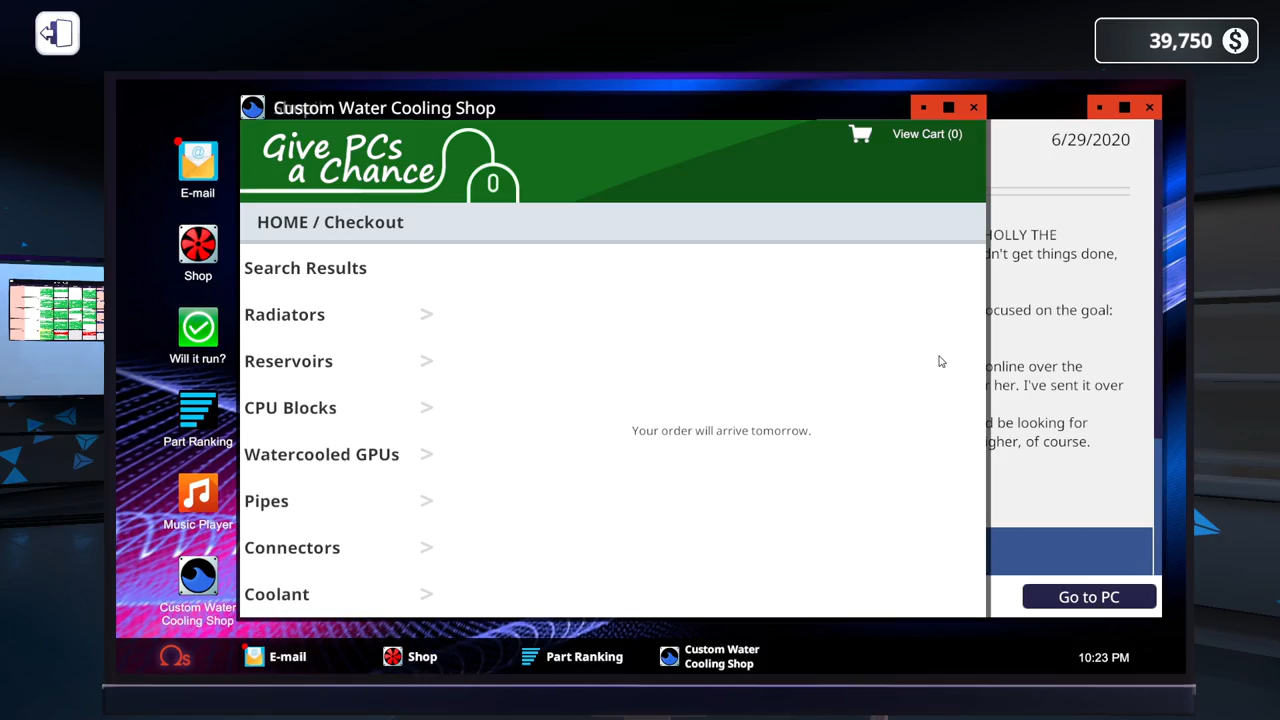 39,750 $
Custom Water Cooling Shop
Give PCs
a Chance
View Cart (0)
HOME / Checkout
Search Results
Radiators >
Reservoirs >
CPU Blocks >
Watercooled GPUs >
Pipes >
Connectors >
Coolant >
Your order will arrive tomorrow.
6/29/2020
HOLLY THE
dn't get things done,
ocused on the goal:
online over the
r her. I've sent it over
d be looking for
igher, of course.
Go to PC
E-mail
Shop
Will it run?
Part Ranking
Music Player
Custom Water
Cooling Shop
Ωs
E-mail
Shop
Part Ranking
Custom Water
Cooling Shop
10:23 PM